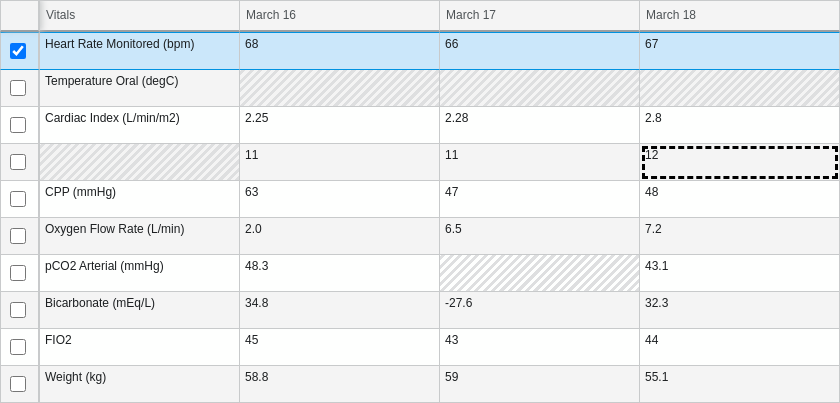 Vitals March 16 March 17 March 18
Heart Rate Monitored (bpm) 68 66 67
Temperature Oral (degC)
Cardiac Index (L/min/m2) 2.25 2.28 2.8
11 11 12
CPP (mmHg) 63 47 48
Oxygen Flow Rate (L/min) 2.0 6.5 7.2
pCO2 Arterial (mmHg) 48.3 43.1
Bicarbonate (mEq/L) 34.8 -27.6 32.3
FIO2 45 43 44
Weight (kg) 58.8 59 55.1